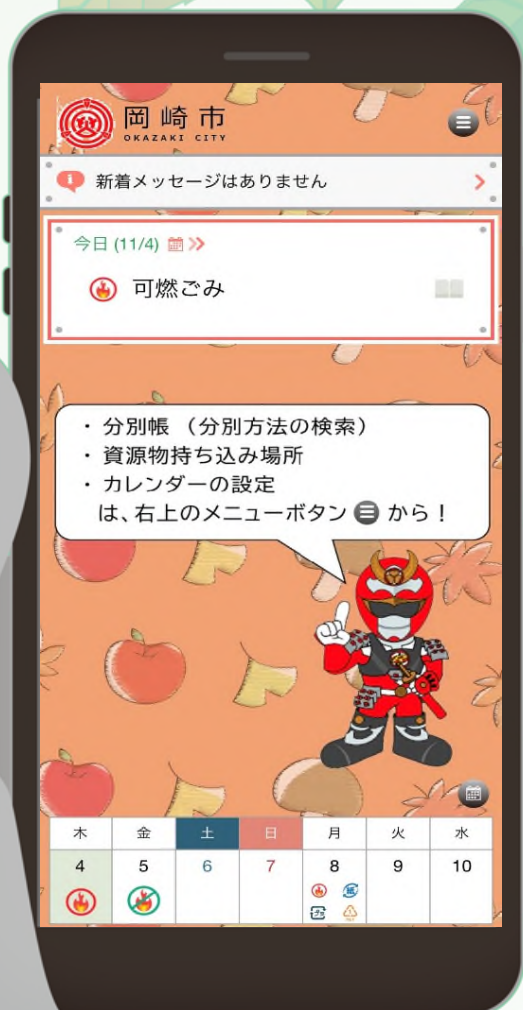 岡崎市
OKAZAKI CITY
新着メッセージはありません
今日 (11/4)
可燃ごみ
・ 分別帳 （分別方法の検索）
・ 資源物持ち込み場所
・ カレンダーの設定
は、右上のメニューボタン から！
木 金 土 日 月 火 水
4 5 6 7 8 9 10